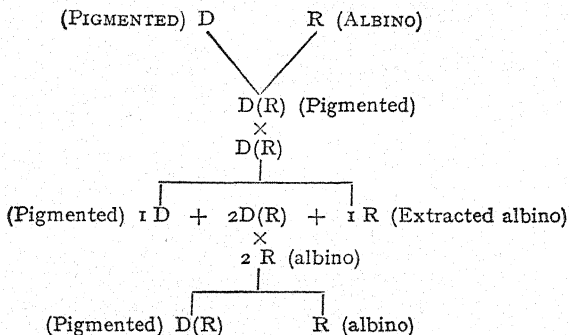 (PIGMENTED) D R (ALBINO)
D(R) (Pigmented)
×
D(R)
(Pigmented) 1 D + 2D(R) + 1 R (Extracted albino)
×
2 R (albino)
(Pigmented) D(R) R (albino)